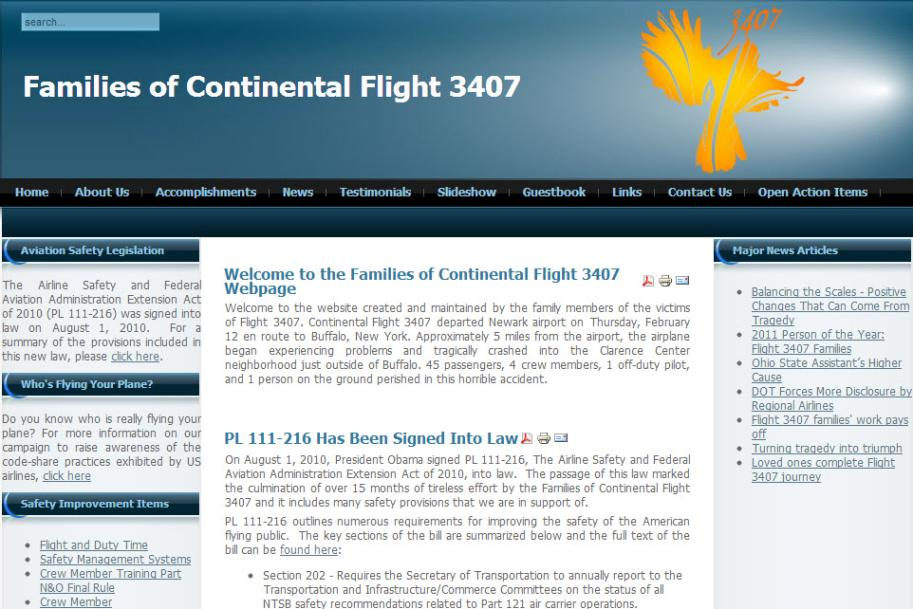 search...
3407
Families of Continental Flight 3407
Home
About Us
Accomplishments
News
Testimonials
Slideshow
Guestbook
Links
Contact Us
Open Action Items
Aviation Safety Legislation
The Airline Safety and Federal
Aviation Administration Extension Act
of 2010 (PL 111-216) was signed into
law on August 1, 2010. For a
summary of the provisions included in
this new law, please click here.
Who's Flying Your Plane?
Do you know who is really flying your
plane? For more information on our
campaign to raise awareness of the
code-share practices exhibited by US
airlines, click here
Safety Improvement Items
Flight and Duty Time
Safety Management Systems
Crew Member Training Part
N&O Final Rule
Crew Member
Welcome to the Families of Continental Flight 3407
Webpage
Welcome to the website created and maintained by the family members of the victims
of Flight 3407. Continental Flight 3407 departed Newark airport on Thursday, February
12 en route to Buffalo, New York. Approximately 5 miles from the airport, the airplane
began experiencing problems and tragically crashed into the Clarence Center
neighborhood just outside of Buffalo. 45 passengers, 4 crew members, 1 off-duty pilot,
and 1 person on the ground perished in this horrible accident.
PL 111-216 Has Been Signed Into Law
On August 1, 2010, President Obama signed PL 111-216, The Airline Safety and Federal
Aviation Administration Extension Act of 2010, into law. The passage of this law marked
the culmination of over 15 months of tireless effort by the Families of Continental Flight
3407 and it includes many safety provisions that we are in support of.
PL 111-216 outlines numerous requirements for improving the safety of the American
flying public. The key sections of the bill are summarized below and the full text of the
bill can be found here:
Section 202 - Requires the Secretary of Transportation to annually report to the
Transportation and Infrastructure/Commerce Committees on the status of all
NTSB safety recommendations related to Part 121 air carrier operations.
Major News Articles
Balancing the Scales - Positive
Changes That Can Come From
Tragedy
2011 Person of the Year:
Flight 3407 Families
Ohio State Assistant's Higher
Cause
DOT Forces More Disclosure by
Regional Airlines
Flight 3407 families' work pays
off
Turning tragedy into triumph
Loved ones complete Flight
3407 journey